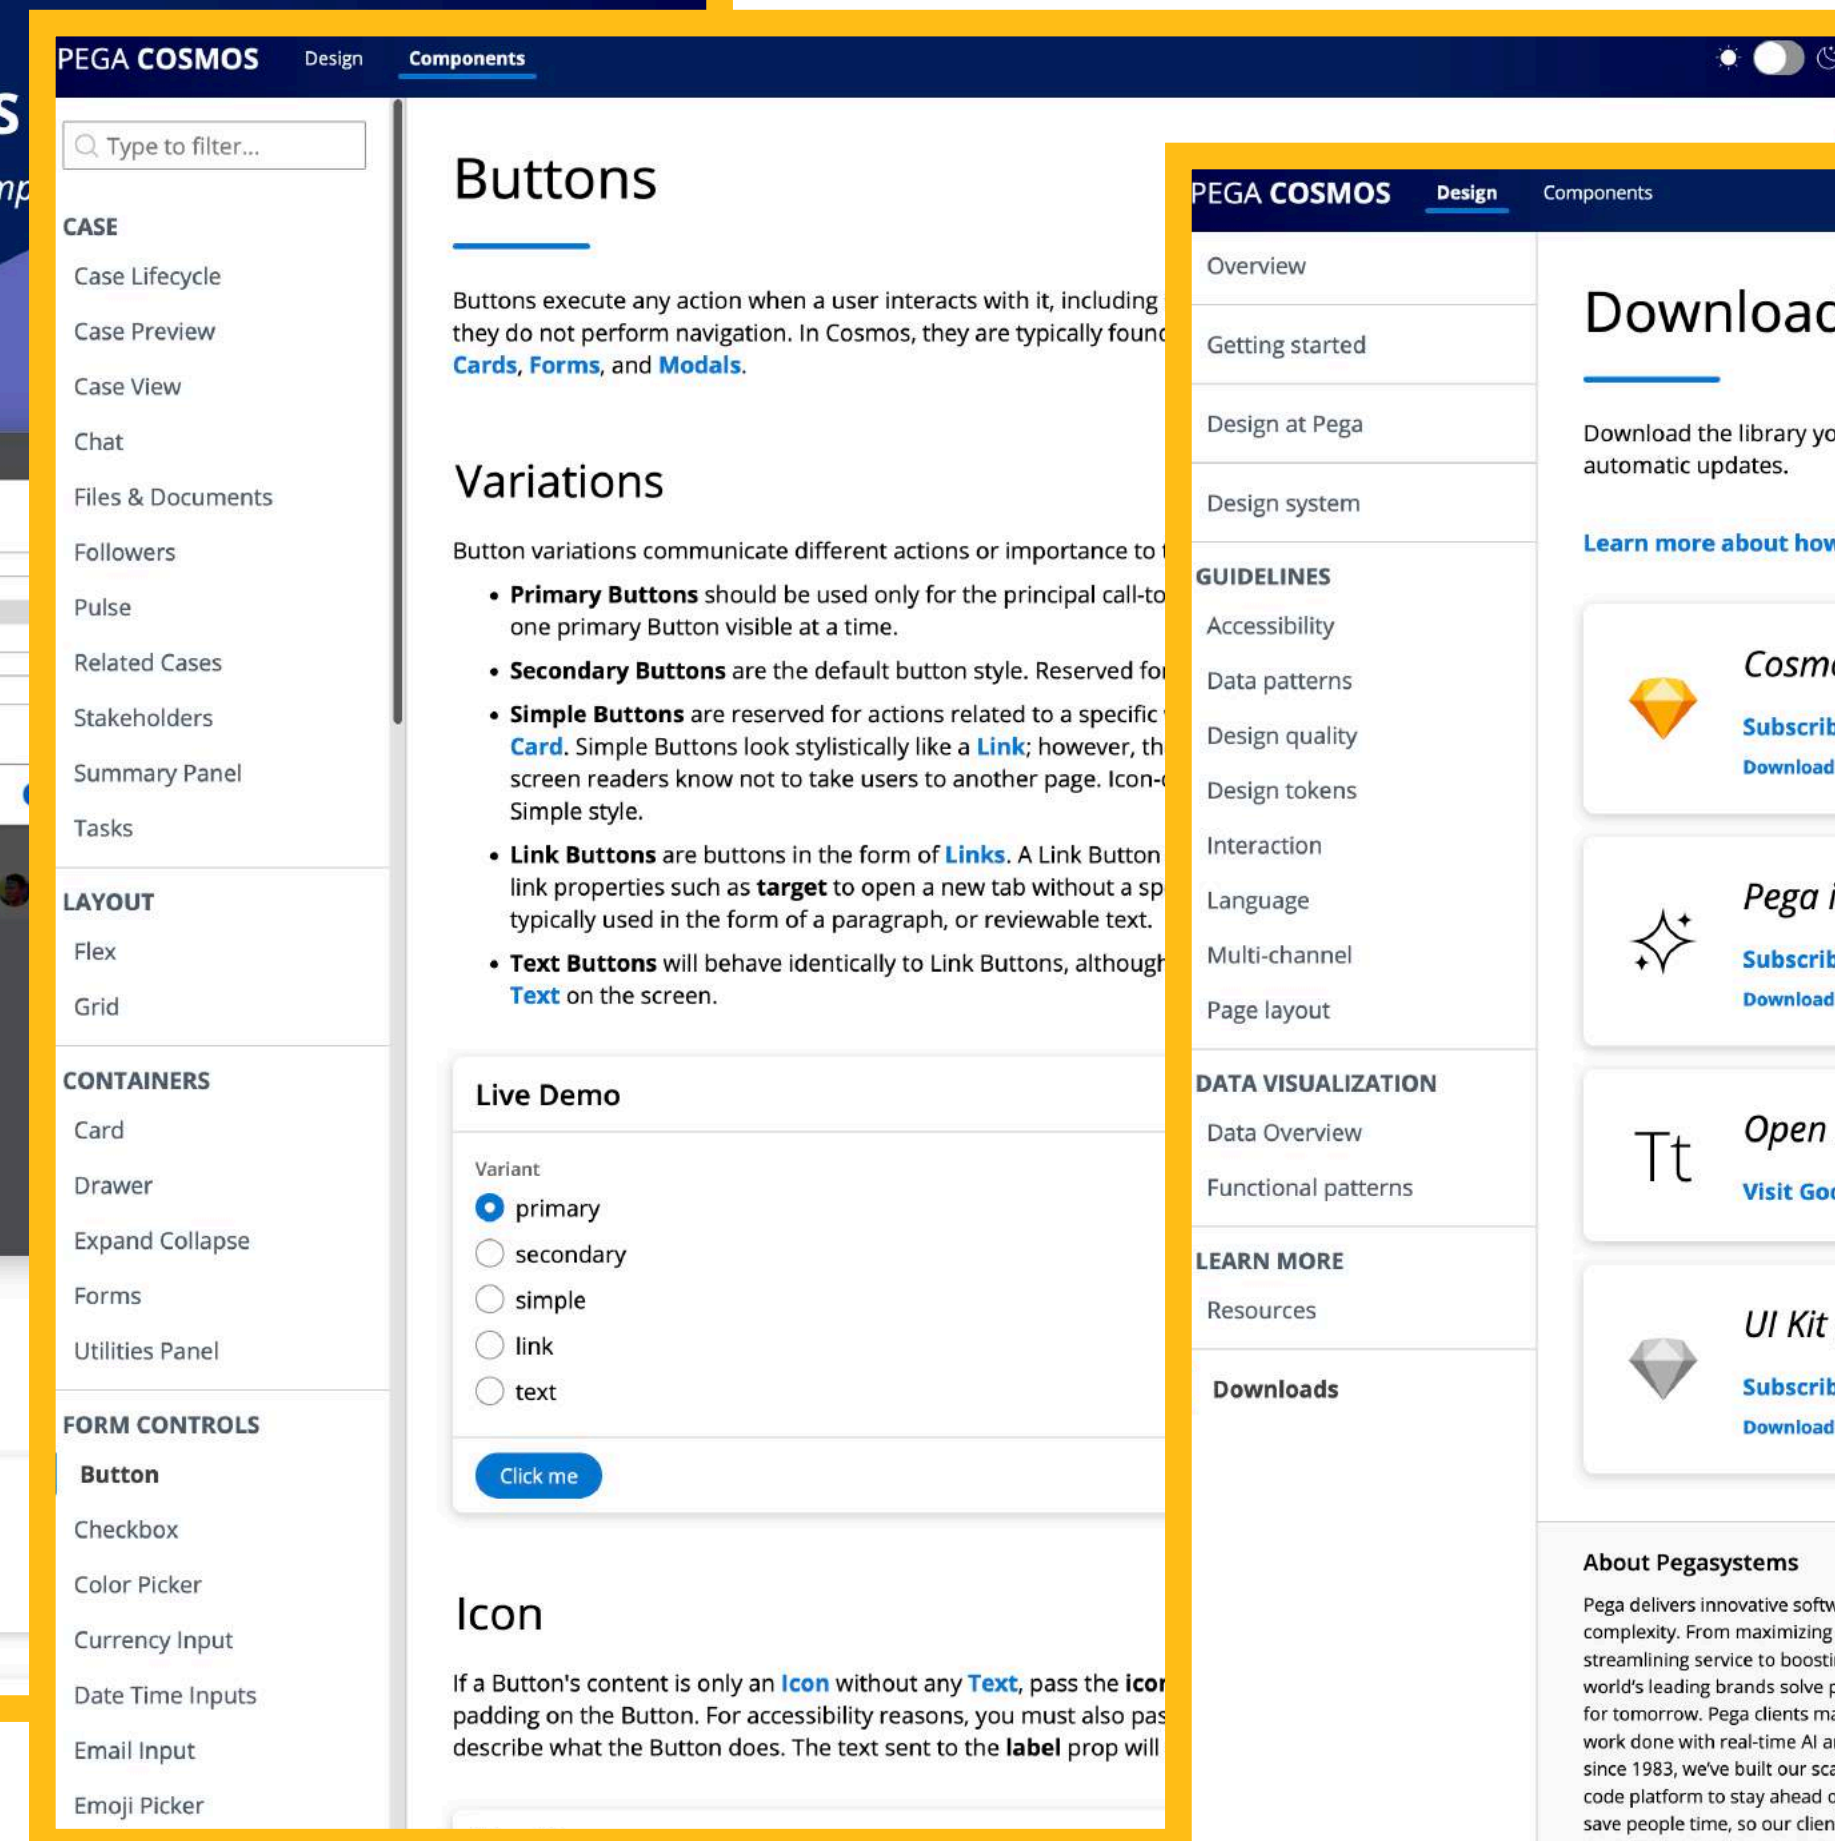 PEGA COSMOS Design Components
Type to filter...
CASE
Case Lifecycle
Case Preview
Case View
Chat
Files & Documents
Followers
Pulse
Related Cases
Stakeholders
Summary Panel
Tasks
LAYOUT
Flex
Grid
CONTAINERS
Card
Drawer
Expand Collapse
Forms
Utilities Panel
FORM CONTROLS
Button
Checkbox
Color Picker
Currency Input
Date Time Inputs
Email Input
Emoji Picker
Buttons
Buttons execute any action when a user interacts with it, including
they do not perform navigation. In Cosmos, they are typically found
Cards, Forms, and Modals.
Variations
Button variations communicate different actions or importance to
• Primary Buttons should be used only for the principal call-to
one primary Button visible at a time.
• Secondary Buttons are the default button style. Reserved for
• Simple Buttons are reserved for actions related to a specific
Card. Simple Buttons look stylistically like a Link; however, th
screen readers know not to take users to another page. Icon-
Simple style.
• Link Buttons are buttons in the form of Links. A Link Button
link properties such as target to open a new tab without a sp
typically used in the form of a paragraph, or reviewable text.
• Text Buttons will behave identically to Link Buttons, although
Text on the screen.
Live Demo
Variant
primary
secondary
simple
link
text
Click me
Icon
If a Button's content is only an Icon without any Text, pass the icon
padding on the Button. For accessibility reasons, you must also pas
describe what the Button does. The text sent to the label prop will
PEGA COSMOS Design Components
Overview
Getting started
Design at Pega
Design system
GUIDELINES
Accessibility
Data patterns
Design quality
Design tokens
Interaction
Language
Multi-channel
Page layout
DATA VISUALIZATION
Data Overview
Functional patterns
LEARN MORE
Resources
Downloads
Download
Download the library yo
automatic updates.
Learn more about how
Cosmo
Subscrib
Download
Pega i
Subscrib
Download
Tt
Open
Visit Goo
UI Kit
Subscrib
Download
About Pegasystems
Pega delivers innovative softw
complexity. From maximizing
streamlining service to boosti
world's leading brands solve p
for tomorrow. Pega clients ma
work done with real-time AI a
since 1983, we've built our sca
code platform to stay ahead o
save people time, so our clien